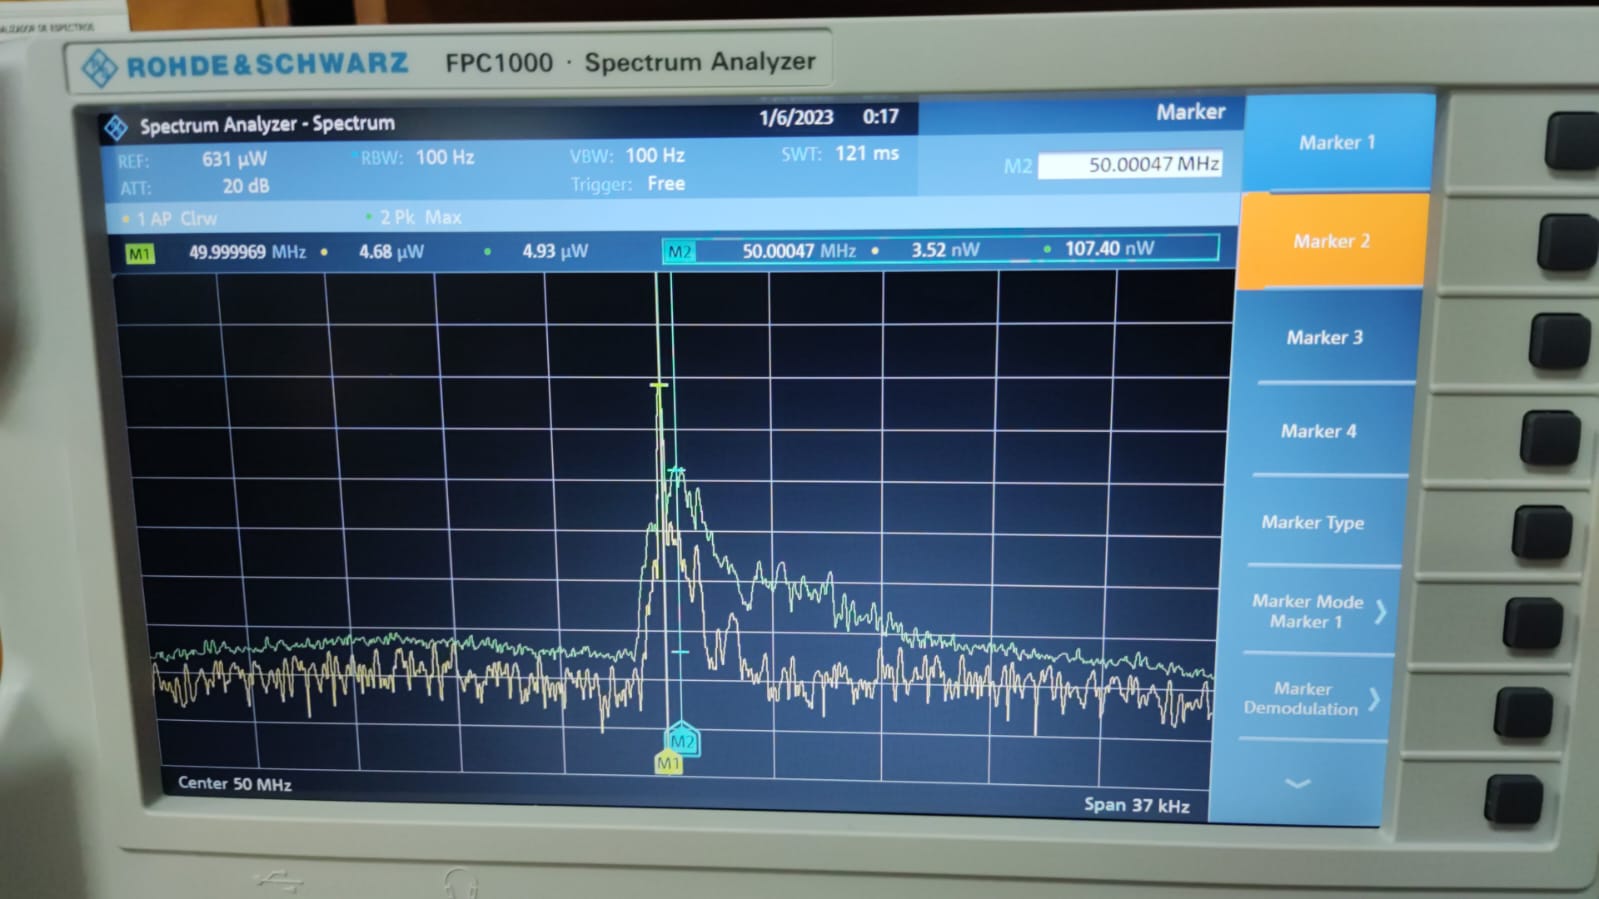 ALIZADOR DE ESPECTROS
ROHDE&SCHWARZ FPC1000 · Spectrum Analyzer
Spectrum Analyzer - Spectrum 1/6/2023 0:17 Marker
REF: 631 µW RBW: 100 Hz VBW: 100 Hz SWT: 121 ms
ATT: 20 dB Trigger: Free
M2 50.00047 MHz
1 AP Clrw 2 Pk Max
M1 49.999969 MHz 4.68 µW 4.93 µW M2 50.00047 MHz 3.52 nW 107.40 nW
M2
M1
Center 50 MHz Span 37 kHz
Marker 1
Marker 2
Marker 3
Marker 4
Marker Type
Marker Mode
Marker 1
Marker
Demodulation